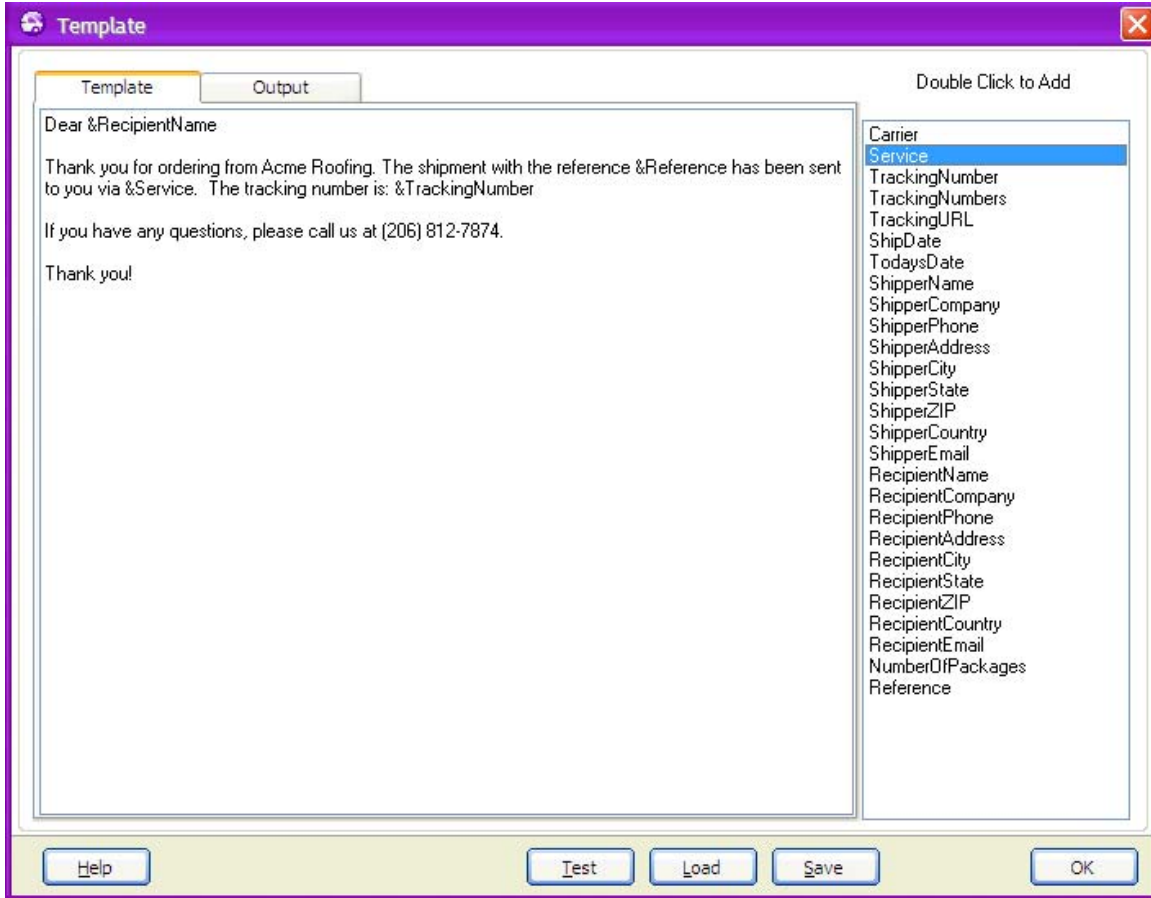 Template
Template
Output
Double Click to Add
Dear &RecipientName
Thank you for ordering from Acme Roofing. The shipment with the reference &Reference has been sent
to you via &Service.  The tracking number is: &TrackingNumber
If you have any questions, please call us at (206) 812-7874.
Thank you!
Carrier
Service
TrackingNumber
TrackingNumbers
TrackingURL
ShipDate
TodaysDate
ShipperName
ShipperCompany
ShipperPhone
ShipperAddress
ShipperCity
ShipperState
ShipperZIP
ShipperCountry
ShipperEmail
RecipientName
RecipientCompany
RecipientPhone
RecipientAddress
RecipientCity
RecipientState
RecipientZIP
RecipientCountry
RecipientEmail
NumberOfPackages
Reference
Help
Test
Load
Save
OK